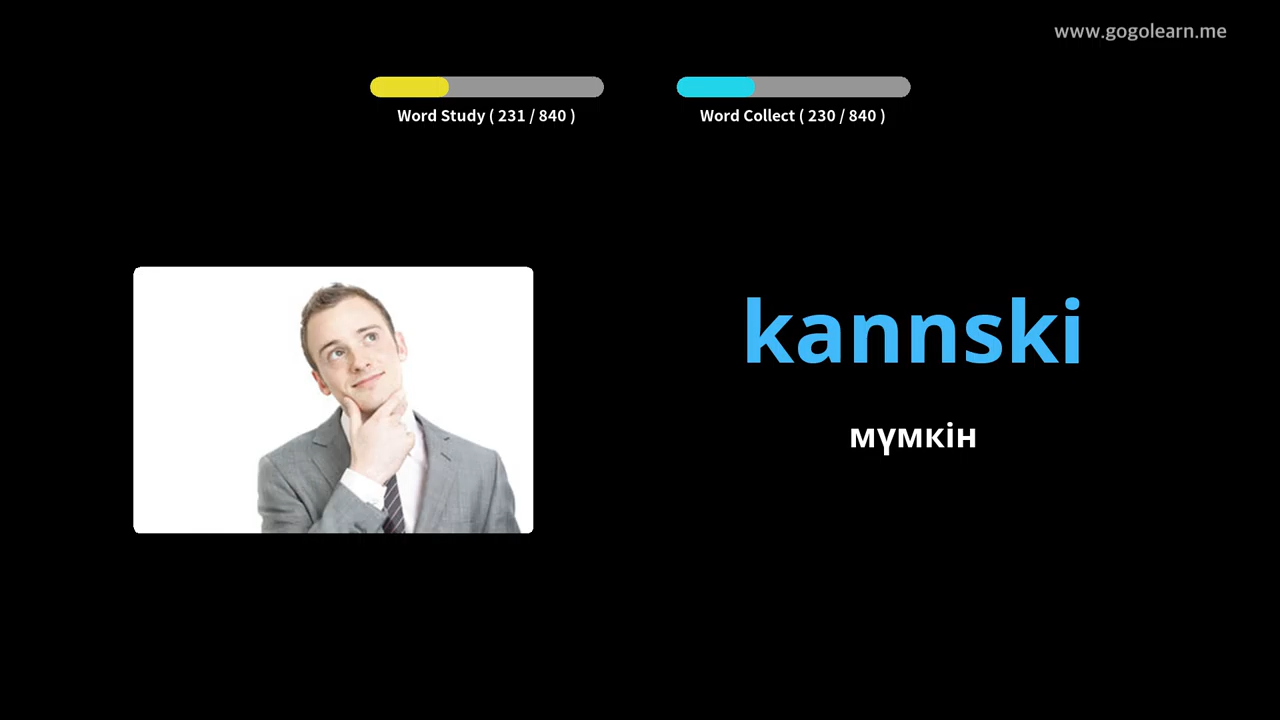 www.gogolearn.me
Word Study ( 231 / 840 )
Word Collect ( 230 / 840 )
kannski
мүмкін